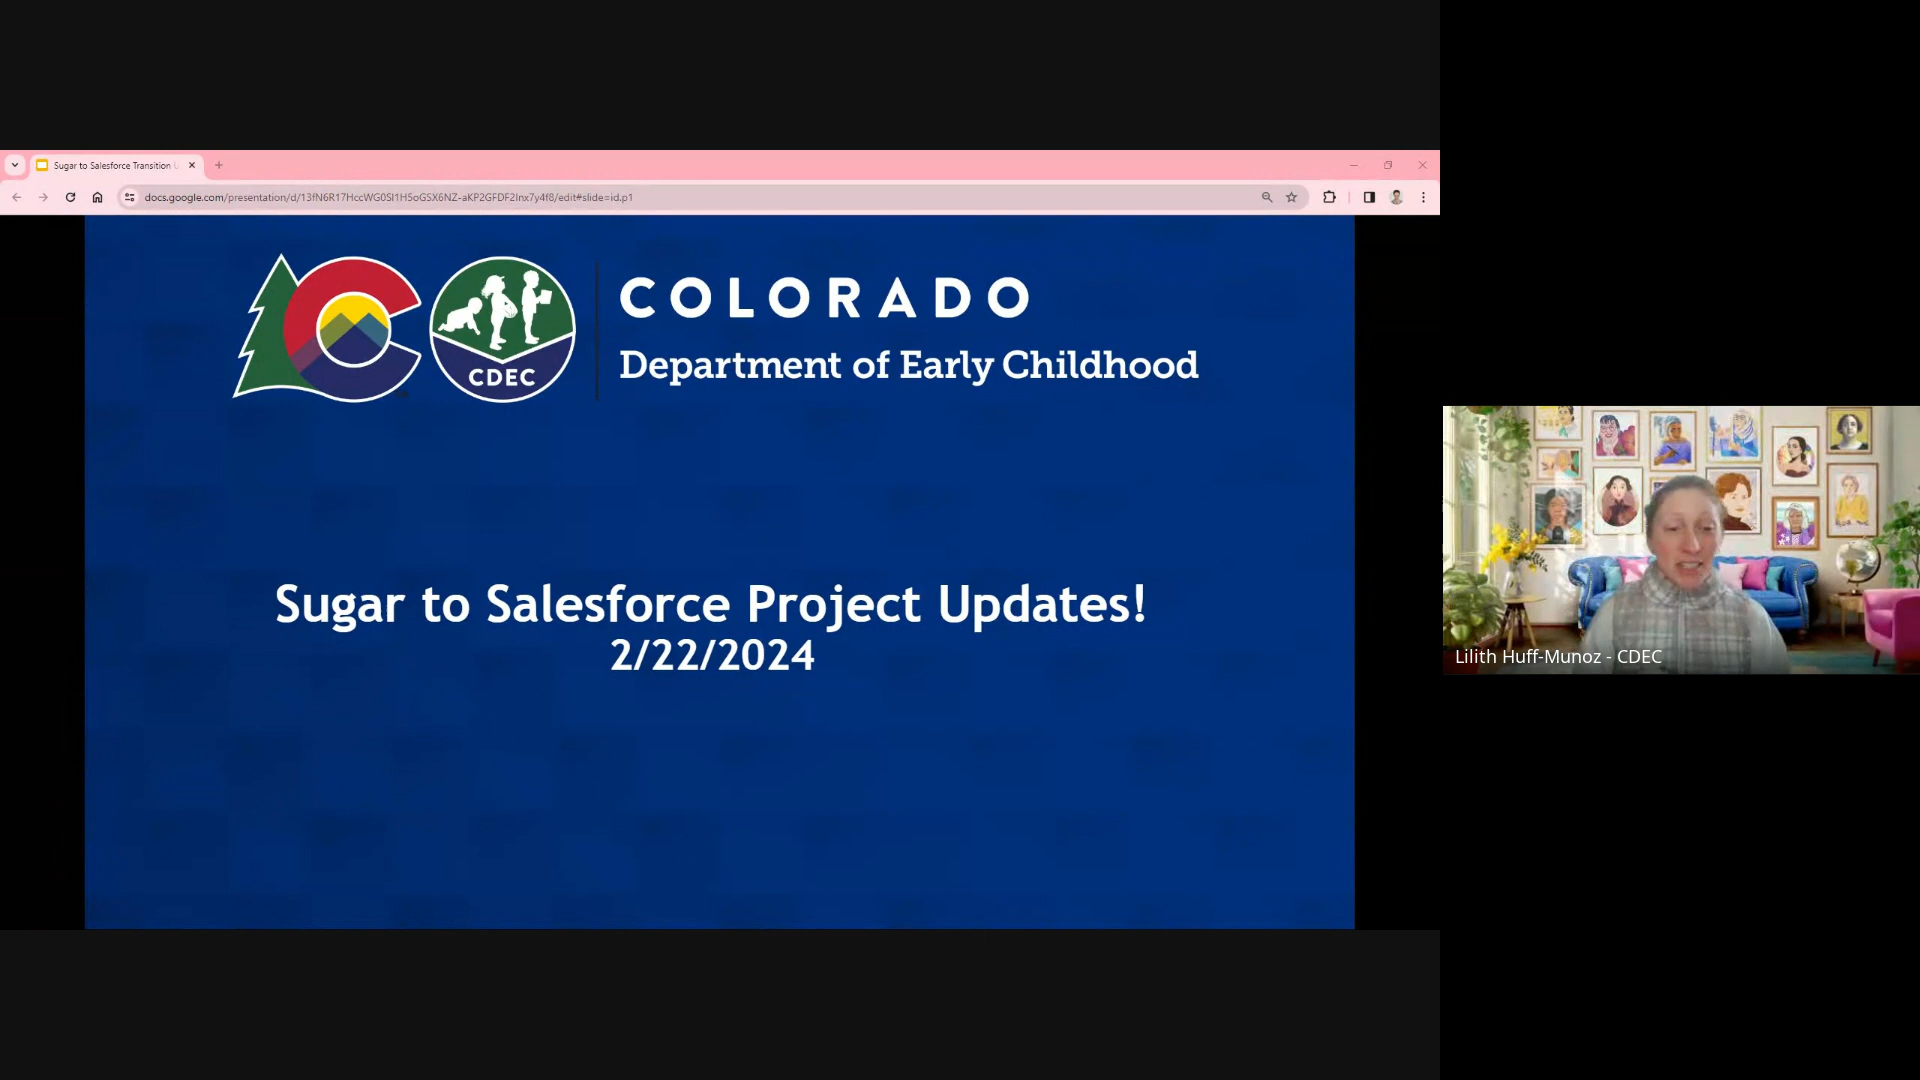 Sugar to Salesforce Transition U
docs.google.com/presentation/d/13fN6R17HccWG0SI1H5oGSX6NZ-aKP2GFDF2Inx7y4f8/edit#slide=id.p1
CDEC
COLORADO
Department of Early Childhood
Sugar to Salesforce Project Updates!
2/22/2024
Lilith Huff-Munoz - CDEC